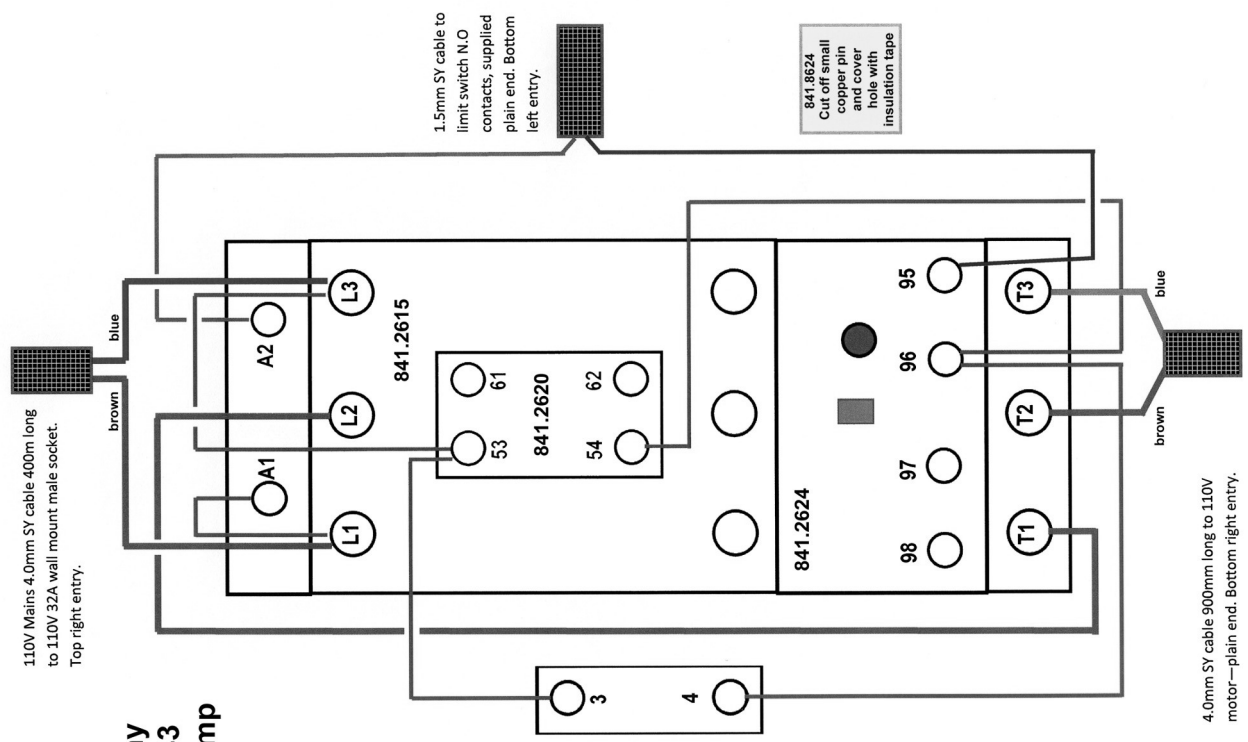 110V Mains 4.0mm SY cable 400m long
to 110V 32A wall mount male socket.
Top right entry.
brown
blue
1.5mm SY cable to
limit switch N.O
contacts, supplied
plain end. Bottom
left entry.
A1
A2
L1
L2
L3
841.2615
53
61
841.2620
54
62
841.8624
Cut off small
copper pin
and cover
hole with
insulation tape
3
4
841.2624
98
97
96
95
T1
T2
T3
brown
blue
4.0mm SY cable 900mm long to 110V
motor—plain end. Bottom right entry.